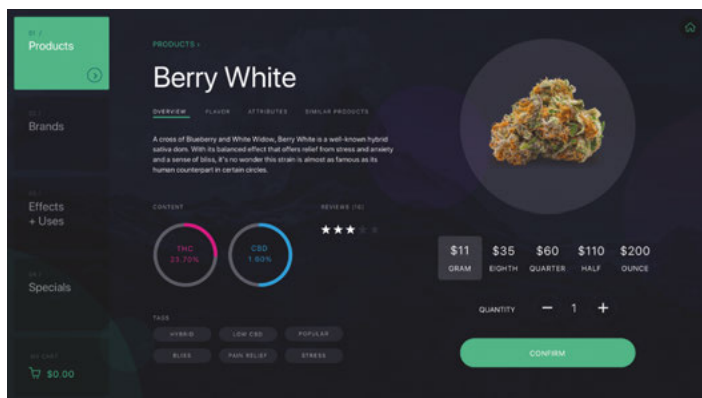 01 /
Products
02 /
Brands
03 /
Effects
+ Uses
04 /
Specials
MY CART
$0.00
PRODUCTS ›
Berry White
OVERVIEW FLAVOR ATTRIBUTES SIMILAR PRODUCTS
A cross of Blueberry and White Widow, Berry White is a well-known hybrid
sativa dom. With its balanced effect that offers relief from stress and anxiety
and a sense of bliss, it's no wonder this strain is almost as famous as its
human counterpart in certain circles.
CONTENT
THC
23.70%
CBD
1.60%
REVIEWS (16)
TAGS
HYBRID LOW CBD POPULAR
BLISS PAIN RELIEF STRESS
$11 $35 $60 $110 $200
GRAM EIGHTH QUARTER HALF OUNCE
QUANTITY − 1 +
CONFIRM